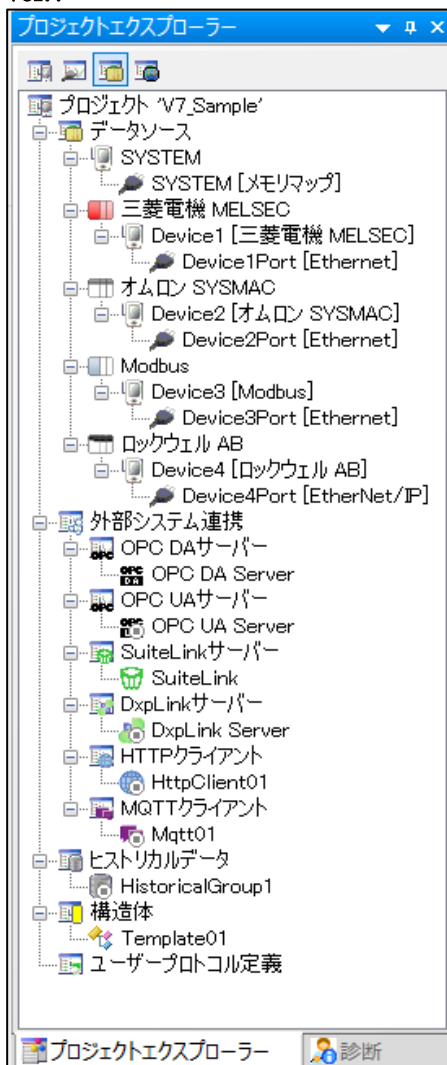 プロジェクトエクスプローラー
プロジェクト 'V7_Sample'
データソース
SYSTEM
SYSTEM [メモリマップ]
三菱電機 MELSEC
Device1 [三菱電機 MELSEC]
Device1Port [Ethernet]
オムロン SYSMAC
Device2 [オムロン SYSMAC]
Device2Port [Ethernet]
Modbus
Device3 [Modbus]
Device3Port [Ethernet]
ロックウェル AB
Device4 [ロックウェル AB]
Device4Port [EtherNet/IP]
外部システム連携
OPC DAサーバー
OPC DA Server
OPC UAサーバー
OPC UA Server
SuiteLinkサーバー
SuiteLink
DxpLinkサーバー
DxpLink Server
HTTPクライアント
HttpClient01
MQTTクライアント
Mqtt01
ヒストリカルデータ
HistoricalGroup1
構造体
Template01
ユーザープロトコル定義
プロジェクトエクスプローラー 診断